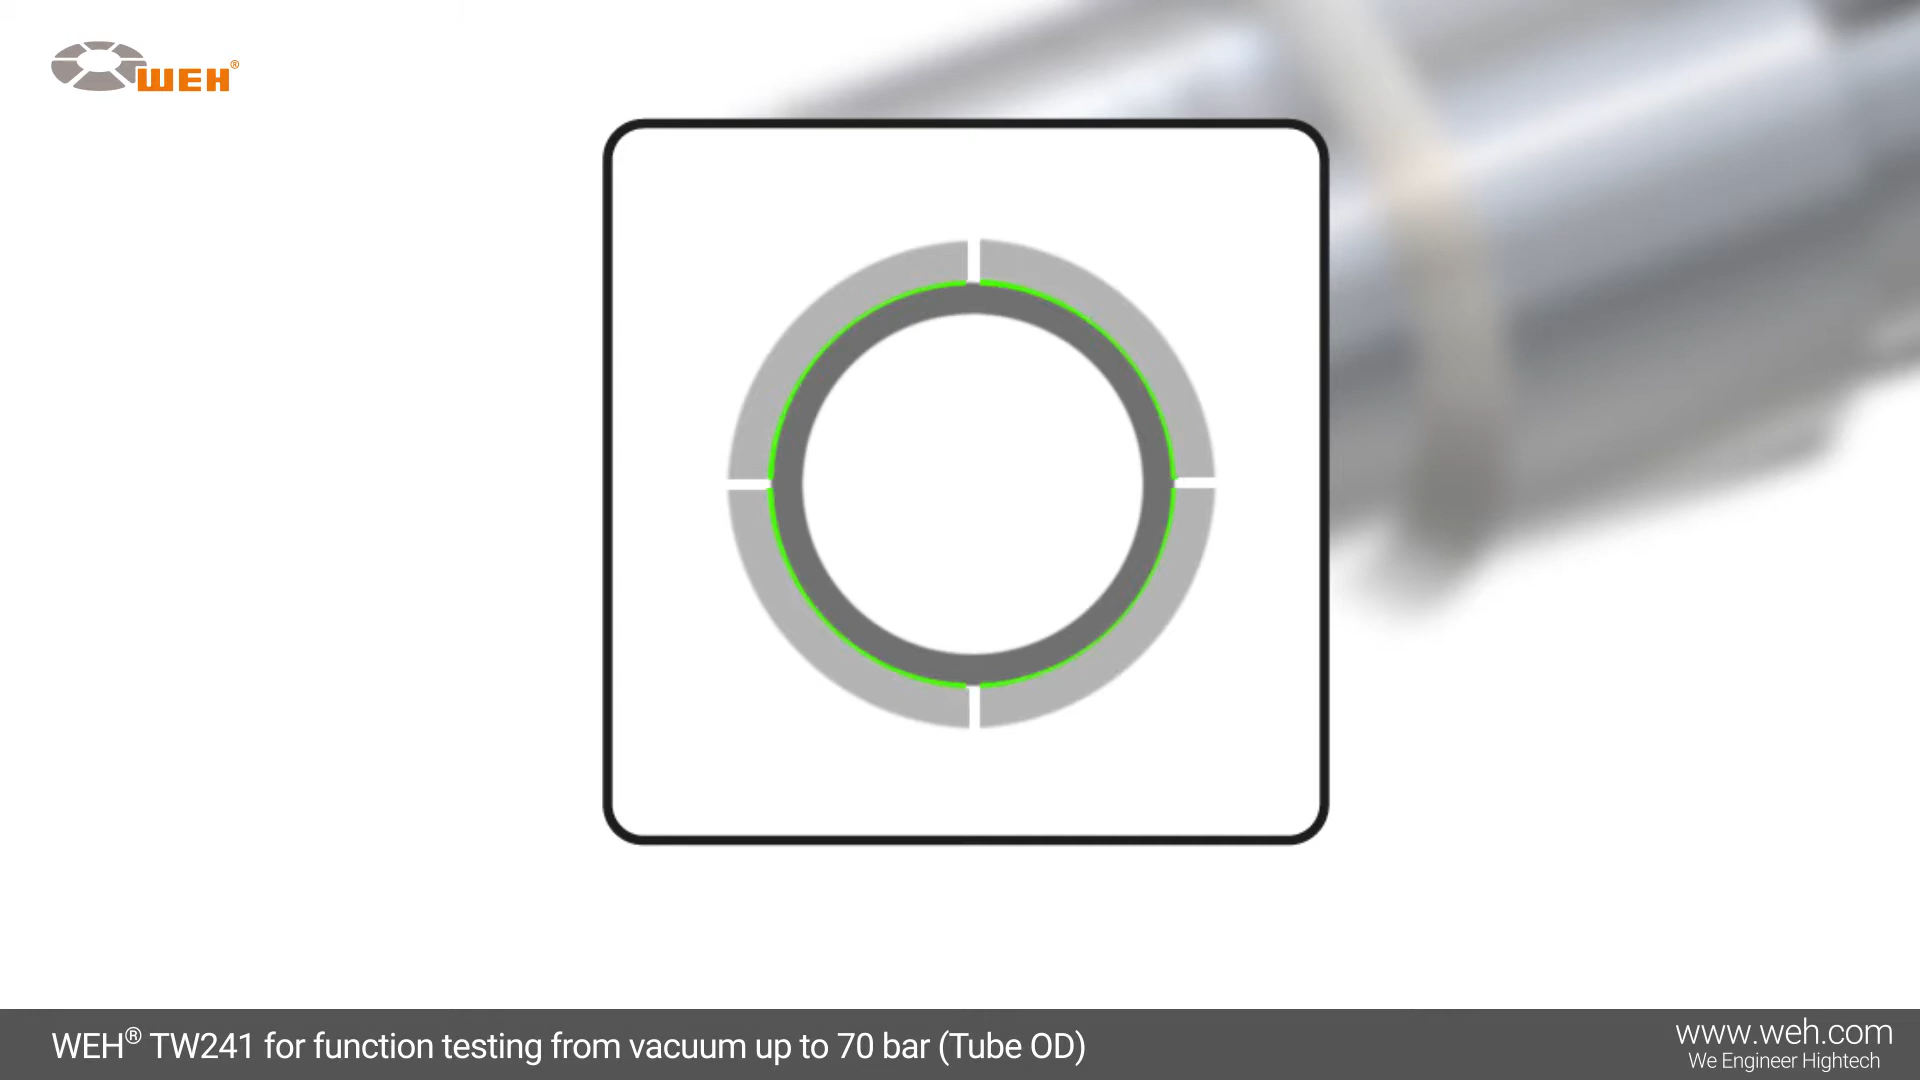 WEH®
WEH® TW241 for function testing from vacuum up to 70 bar (Tube OD)
www.weh.com
We Engineer Hightech